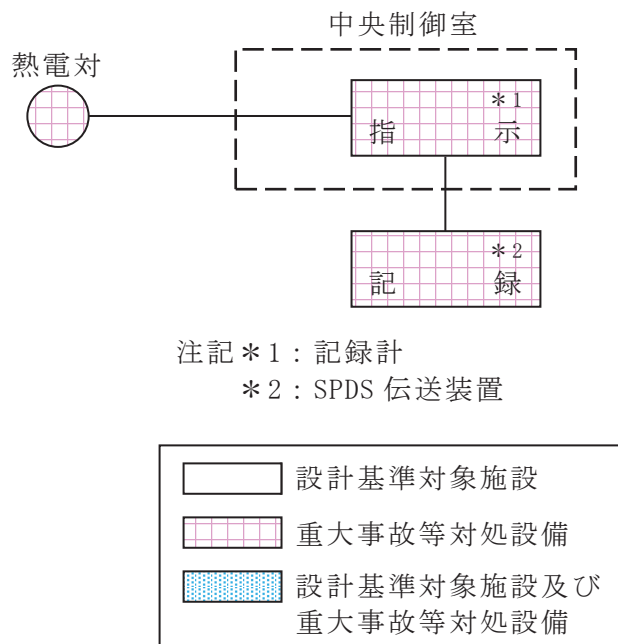 中央制御室
熱電対
*1
指示
*2
記録
注記*1:記録計
*2:SPDS 伝送装置
設計基準対象施設
重大事故等対処設備
設計基準対象施設及び
重大事故等対処設備